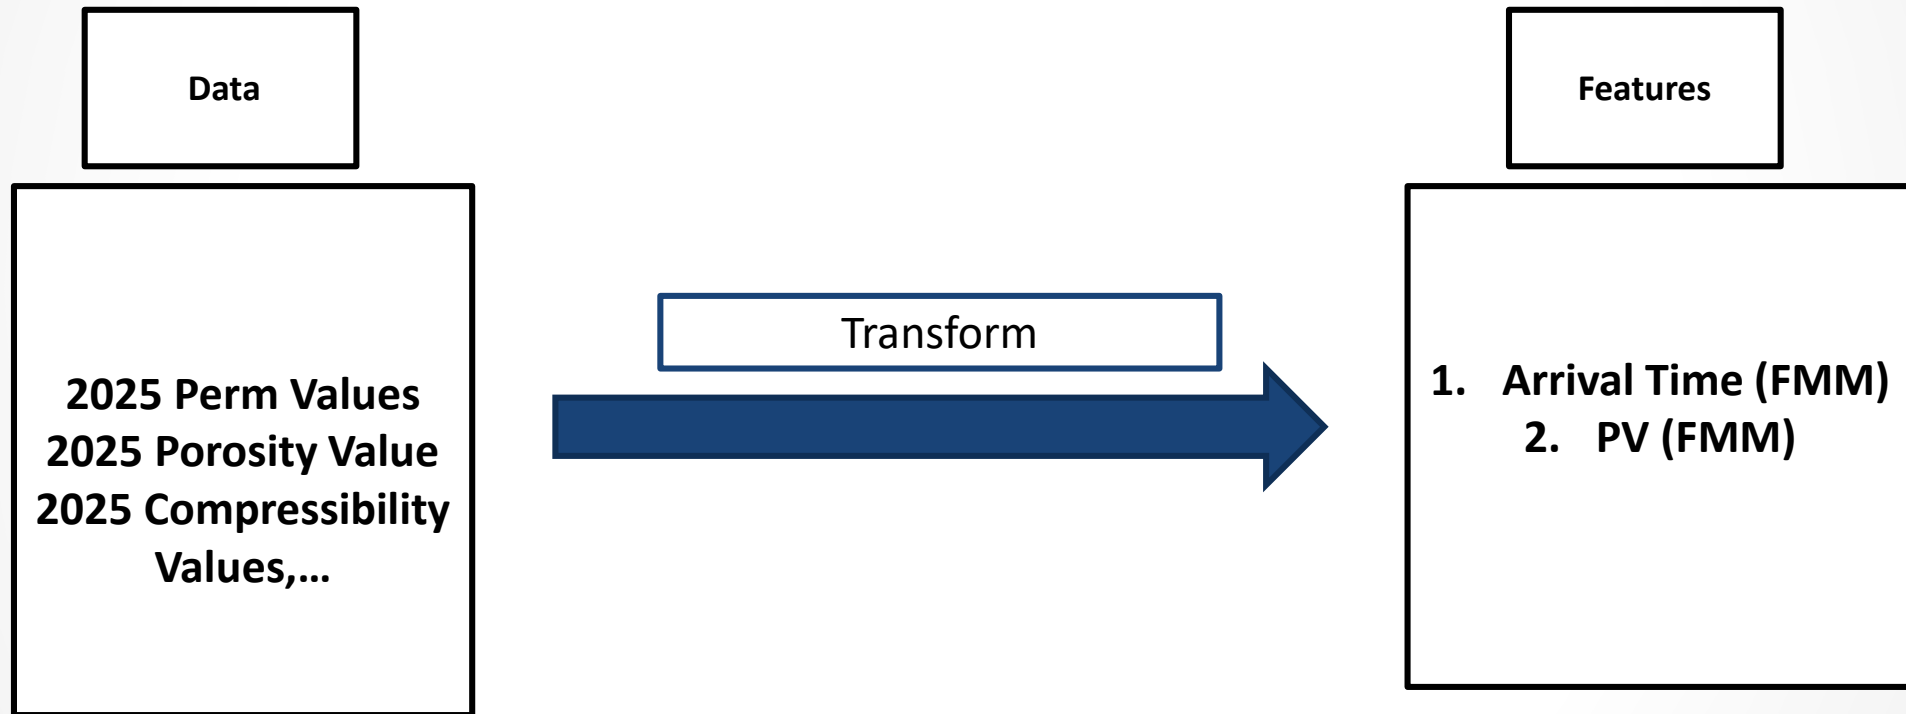 Data
2025 Perm Values
2025 Porosity Value
2025 Compressibility
Values,...
Transform
Features
1. Arrival Time (FMM)
2. PV (FMM)